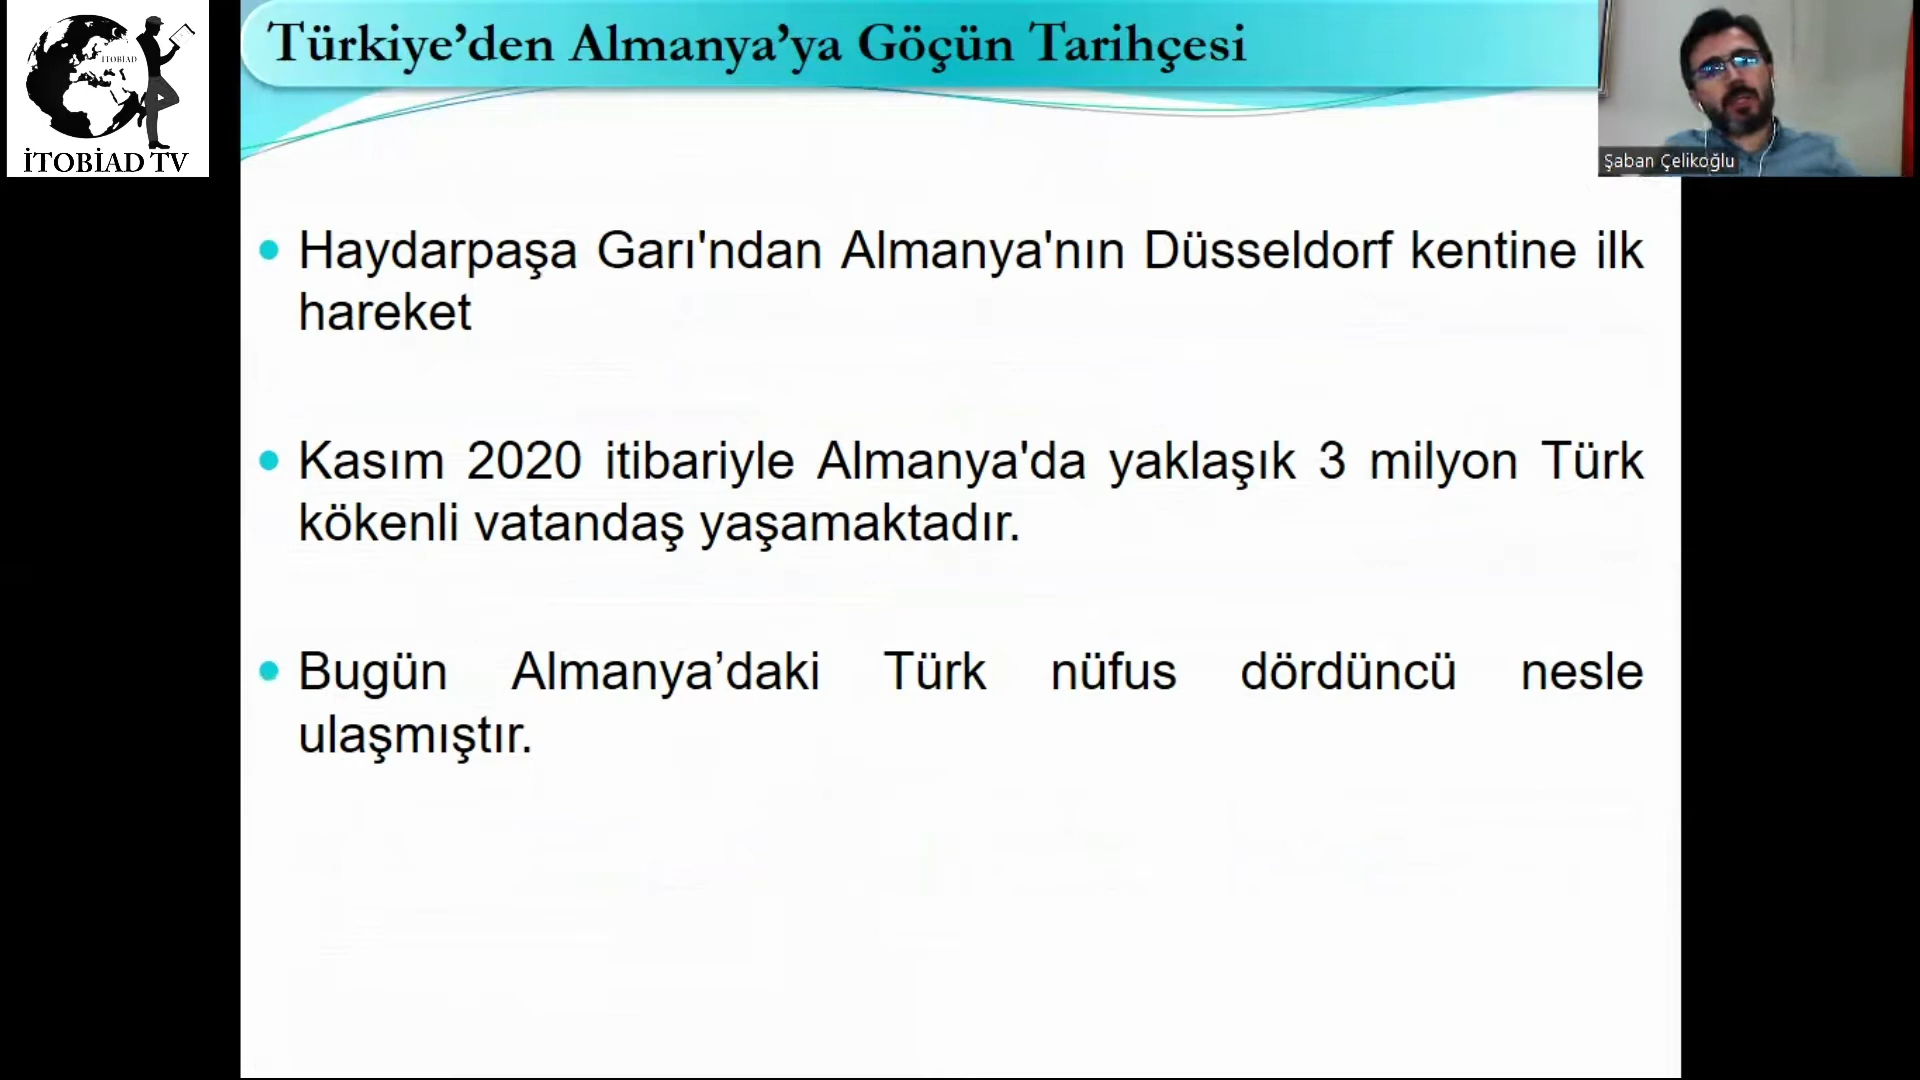 İTOBİAD
İTOBİAD TV
Türkiye’den Almanya’ya Göçün Tarihçesi
Şaban Çelikoğlu
Haydarpaşa Garı'ndan Almanya'nın Düsseldorf kentine ilk
hareket
Kasım 2020 itibariyle Almanya'da yaklaşık 3 milyon Türk
kökenli vatandaş yaşamaktadır.
Bugün Almanya’daki Türk nüfus dördüncü nesle
ulaşmıştır.